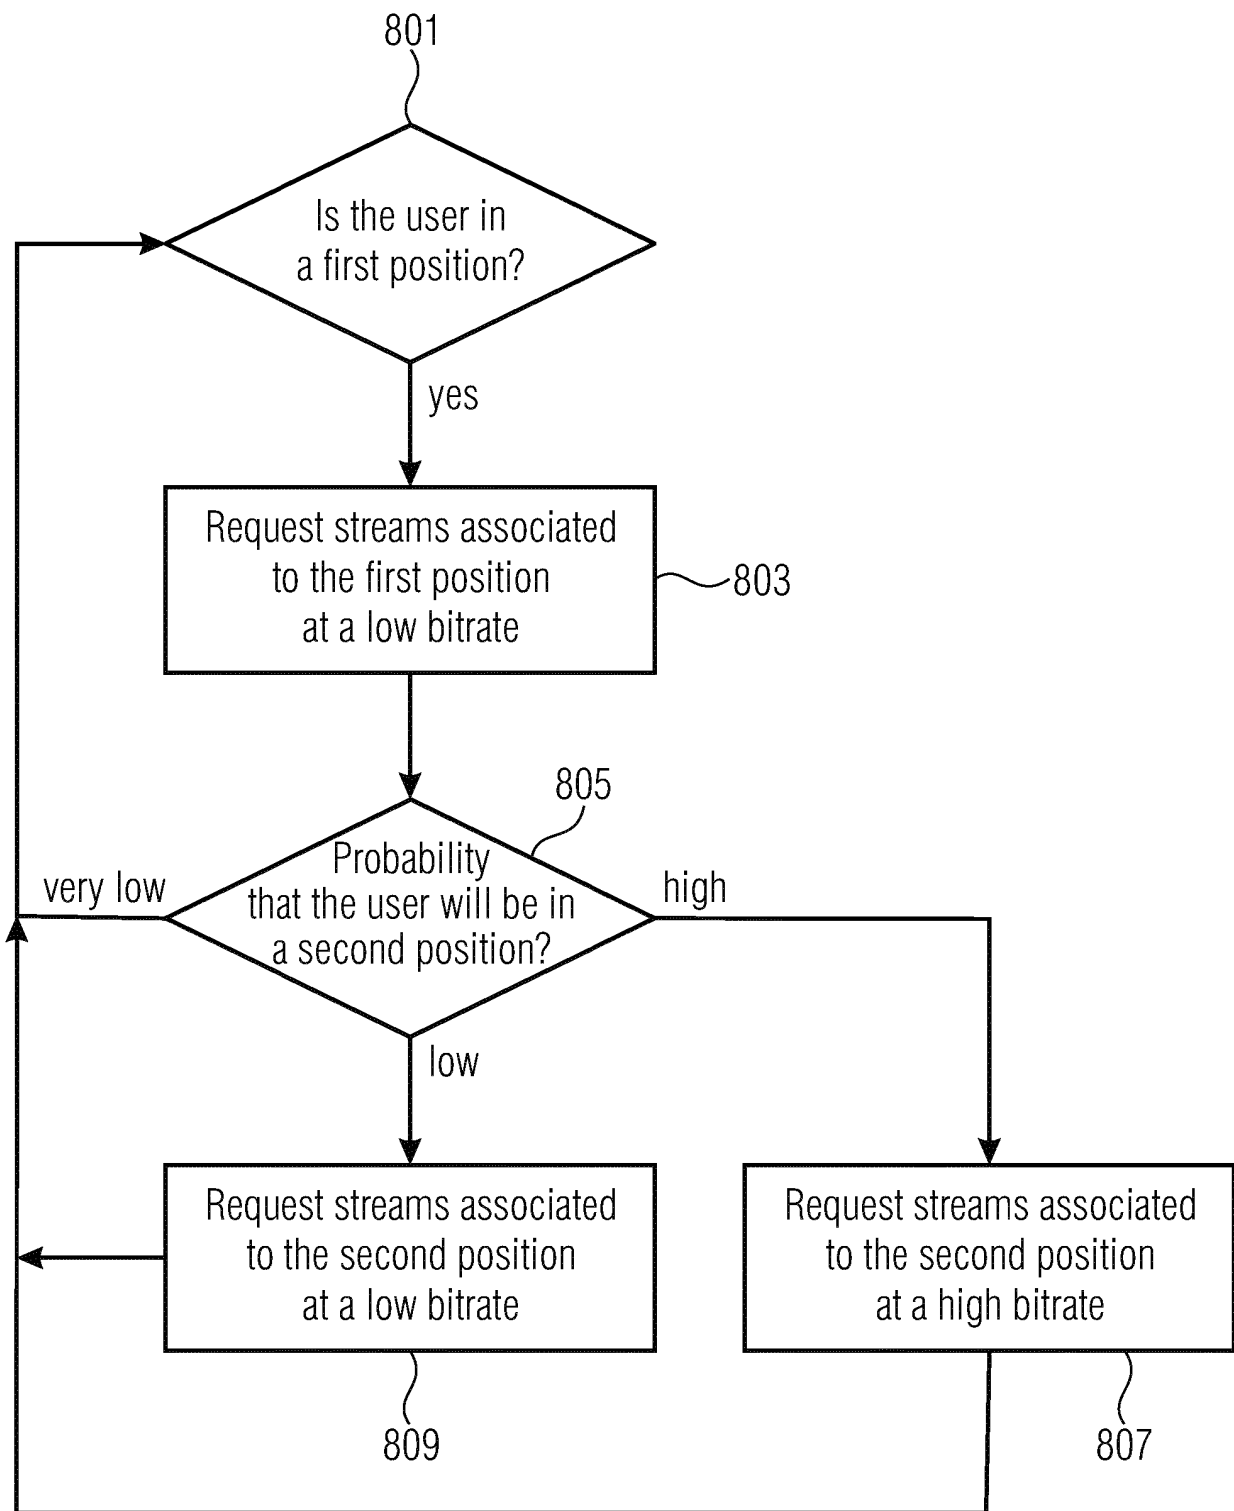 801
Is the user in
a first position?
yes
Request streams associated
to the first position
at a low bitrate
803
805
Probability
that the user will be in
a second position?
very low
high
low
Request streams associated
to the second position
at a low bitrate
Request streams associated
to the second position
at a high bitrate
809
807